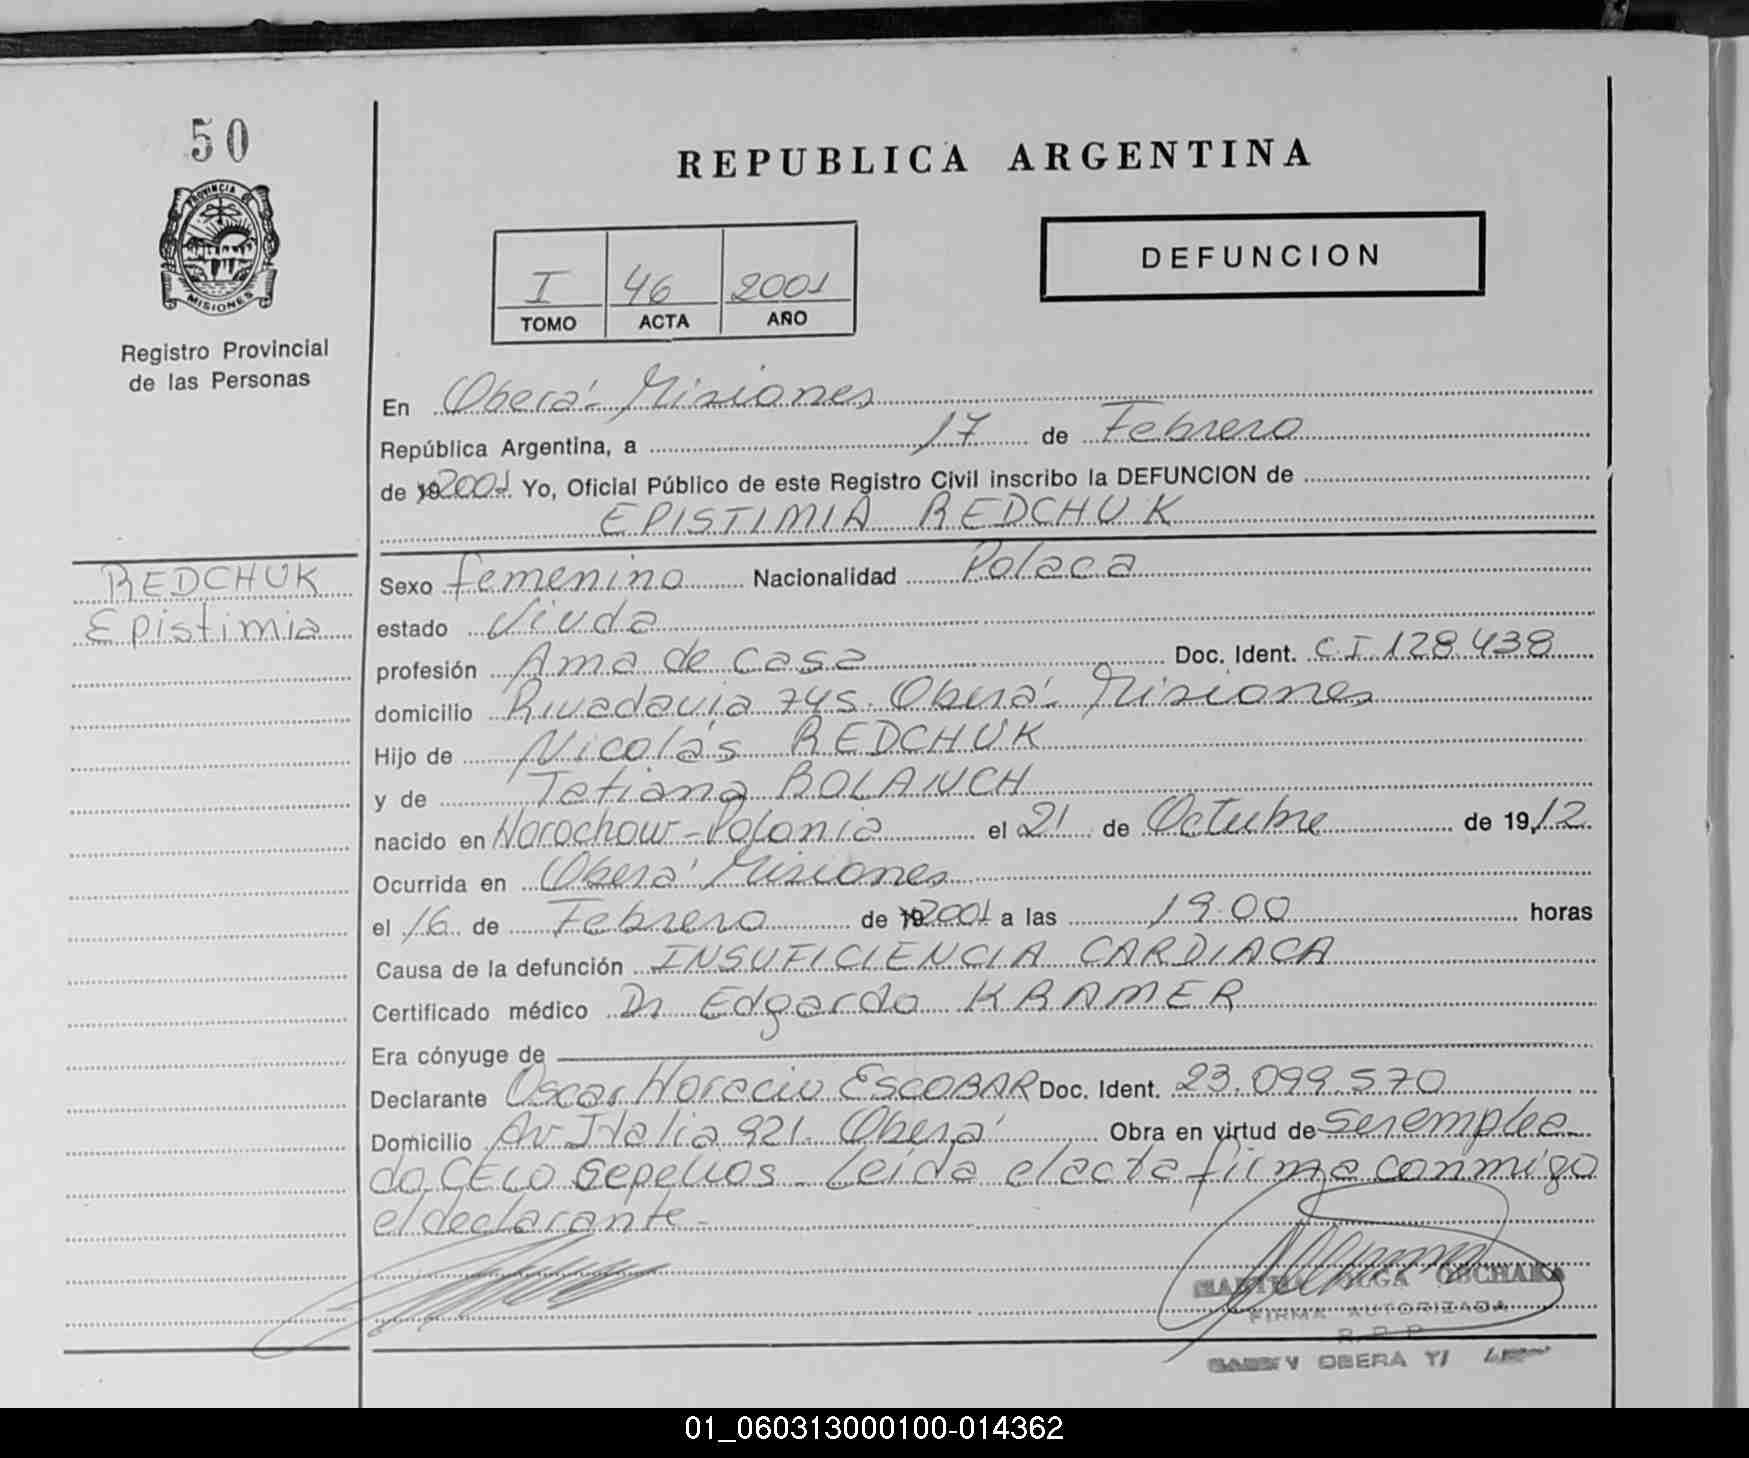 50
REPUBLICA ARGENTINA
PROVINCIA DE
MISIONES
I 46 2001
TOMO ACTA AÑO
DEFUNCION
Registro Provincial
de las Personas
En Oberá - Misiones
República Argentina, a 17 de Febrero
de 19 2001 Yo, Oficial Público de este Registro Civil inscribo la DEFUNCION de
EPISTIMIA REDCHUK
REDCHUK
Epistimia
Sexo femenino Nacionalidad Polaca
estado Viuda
profesión Ama de casa Doc. Ident. C.I. 128.438
domicilio Rivadavia 745. Oberá - Misiones
Hijo de Nicolás REDCHUK
y de Tatiana BOLANCH
nacido en Horochow - Polonia el 21 de Octubre de 1912
Ocurrida en Oberá Misiones
el 16 de Febrero de 19 2001 a las 19.00 horas
Causa de la defunción INSUFICIENCIA CARDIACA
Certificado médico Dr Edgardo KRAMER
Era cónyuge de
Declarante Oscar Horacio ESCOBAR Doc. Ident. 23.099.570
Domicilio Av. Italia 921. Oberá Obra en virtud de ser emplea
do CELO Sepelios - Leida el acta firma conmigo
el declarante -
OLGA
FIRMA AUTORIZADA
R. P. P.
OBERA
01_060313000100-014362